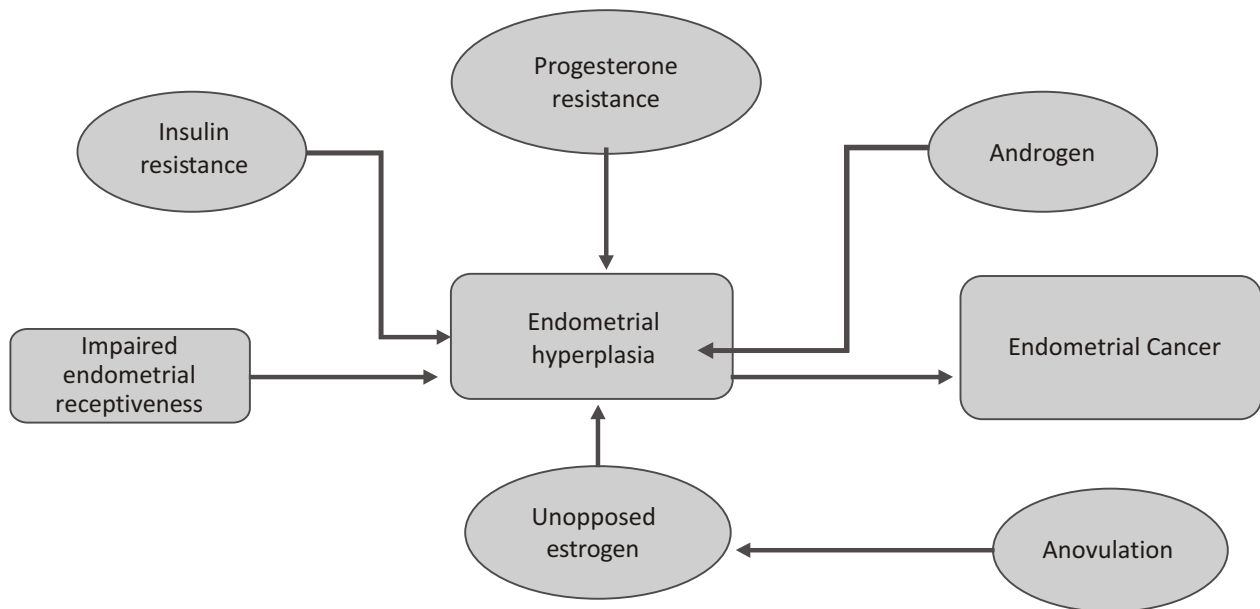 Progesterone
resistance
Insulin
resistance
Androgen
Endometrial
hyperplasia
Endometrial Cancer
Impaired
endometrial
receptiveness
Unopposed
estrogen
Anovulation